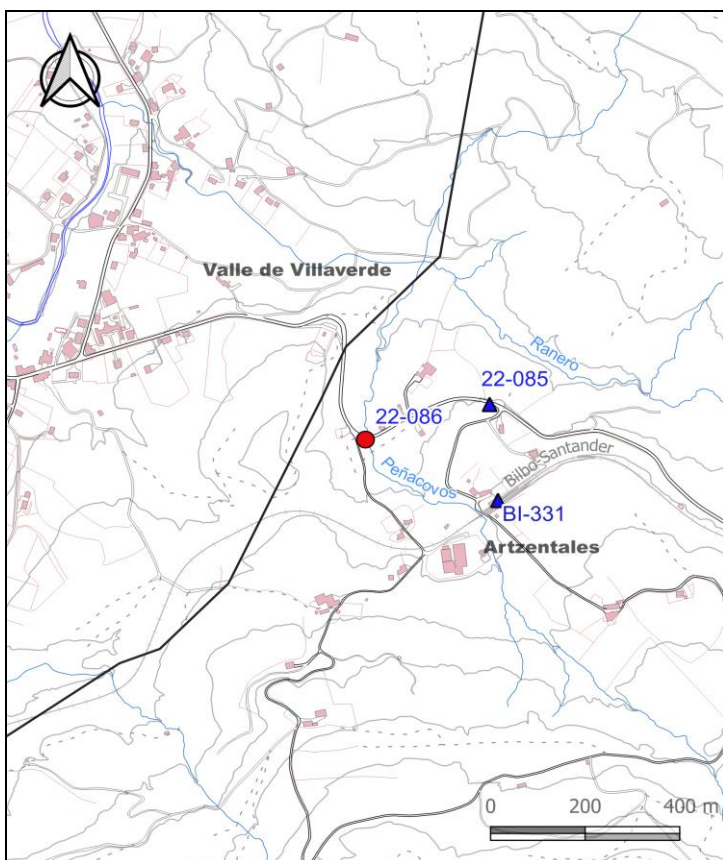 Valle de Villaverde
Ranero
22-085
22-086
Bilbo-Santander
Peñacovos
BI-331
Artzentales
0 200 400 m